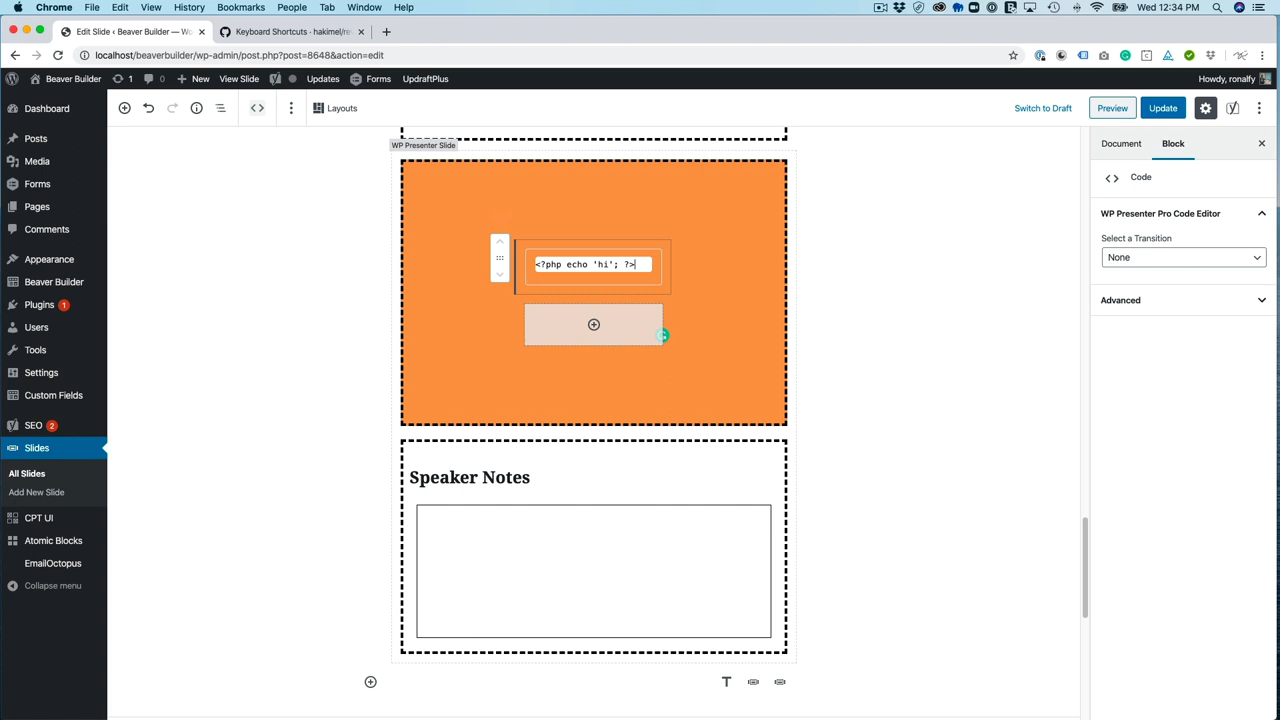 Chrome File Edit View History Bookmarks People Tab Window Help Wed 12:34 PM
Edit Slide ‹ Beaver Builder — Wo Keyboard Shortcuts · hakimel/re
localhost/beaverbuilder/wp-admin/post.php?post=8648&action=edit
Beaver Builder 1 0 New View Slide Updates Forms UpdraftPlus Howdy, ronalfy
Dashboard
Posts
Media
Forms
Pages
Comments
Appearance
Beaver Builder
Plugins 1
Users
Tools
Settings
Custom Fields
SEO 2
Slides
All Slides
Add New Slide
CPT UI
Atomic Blocks
EmailOctopus
Collapse menu
Layouts Switch to Draft Preview Update
WP Presenter Slide
<?php echo 'hi'; ?>
Speaker Notes
Document Block
Code
WP Presenter Pro Code Editor
Select a Transition
None
Advanced